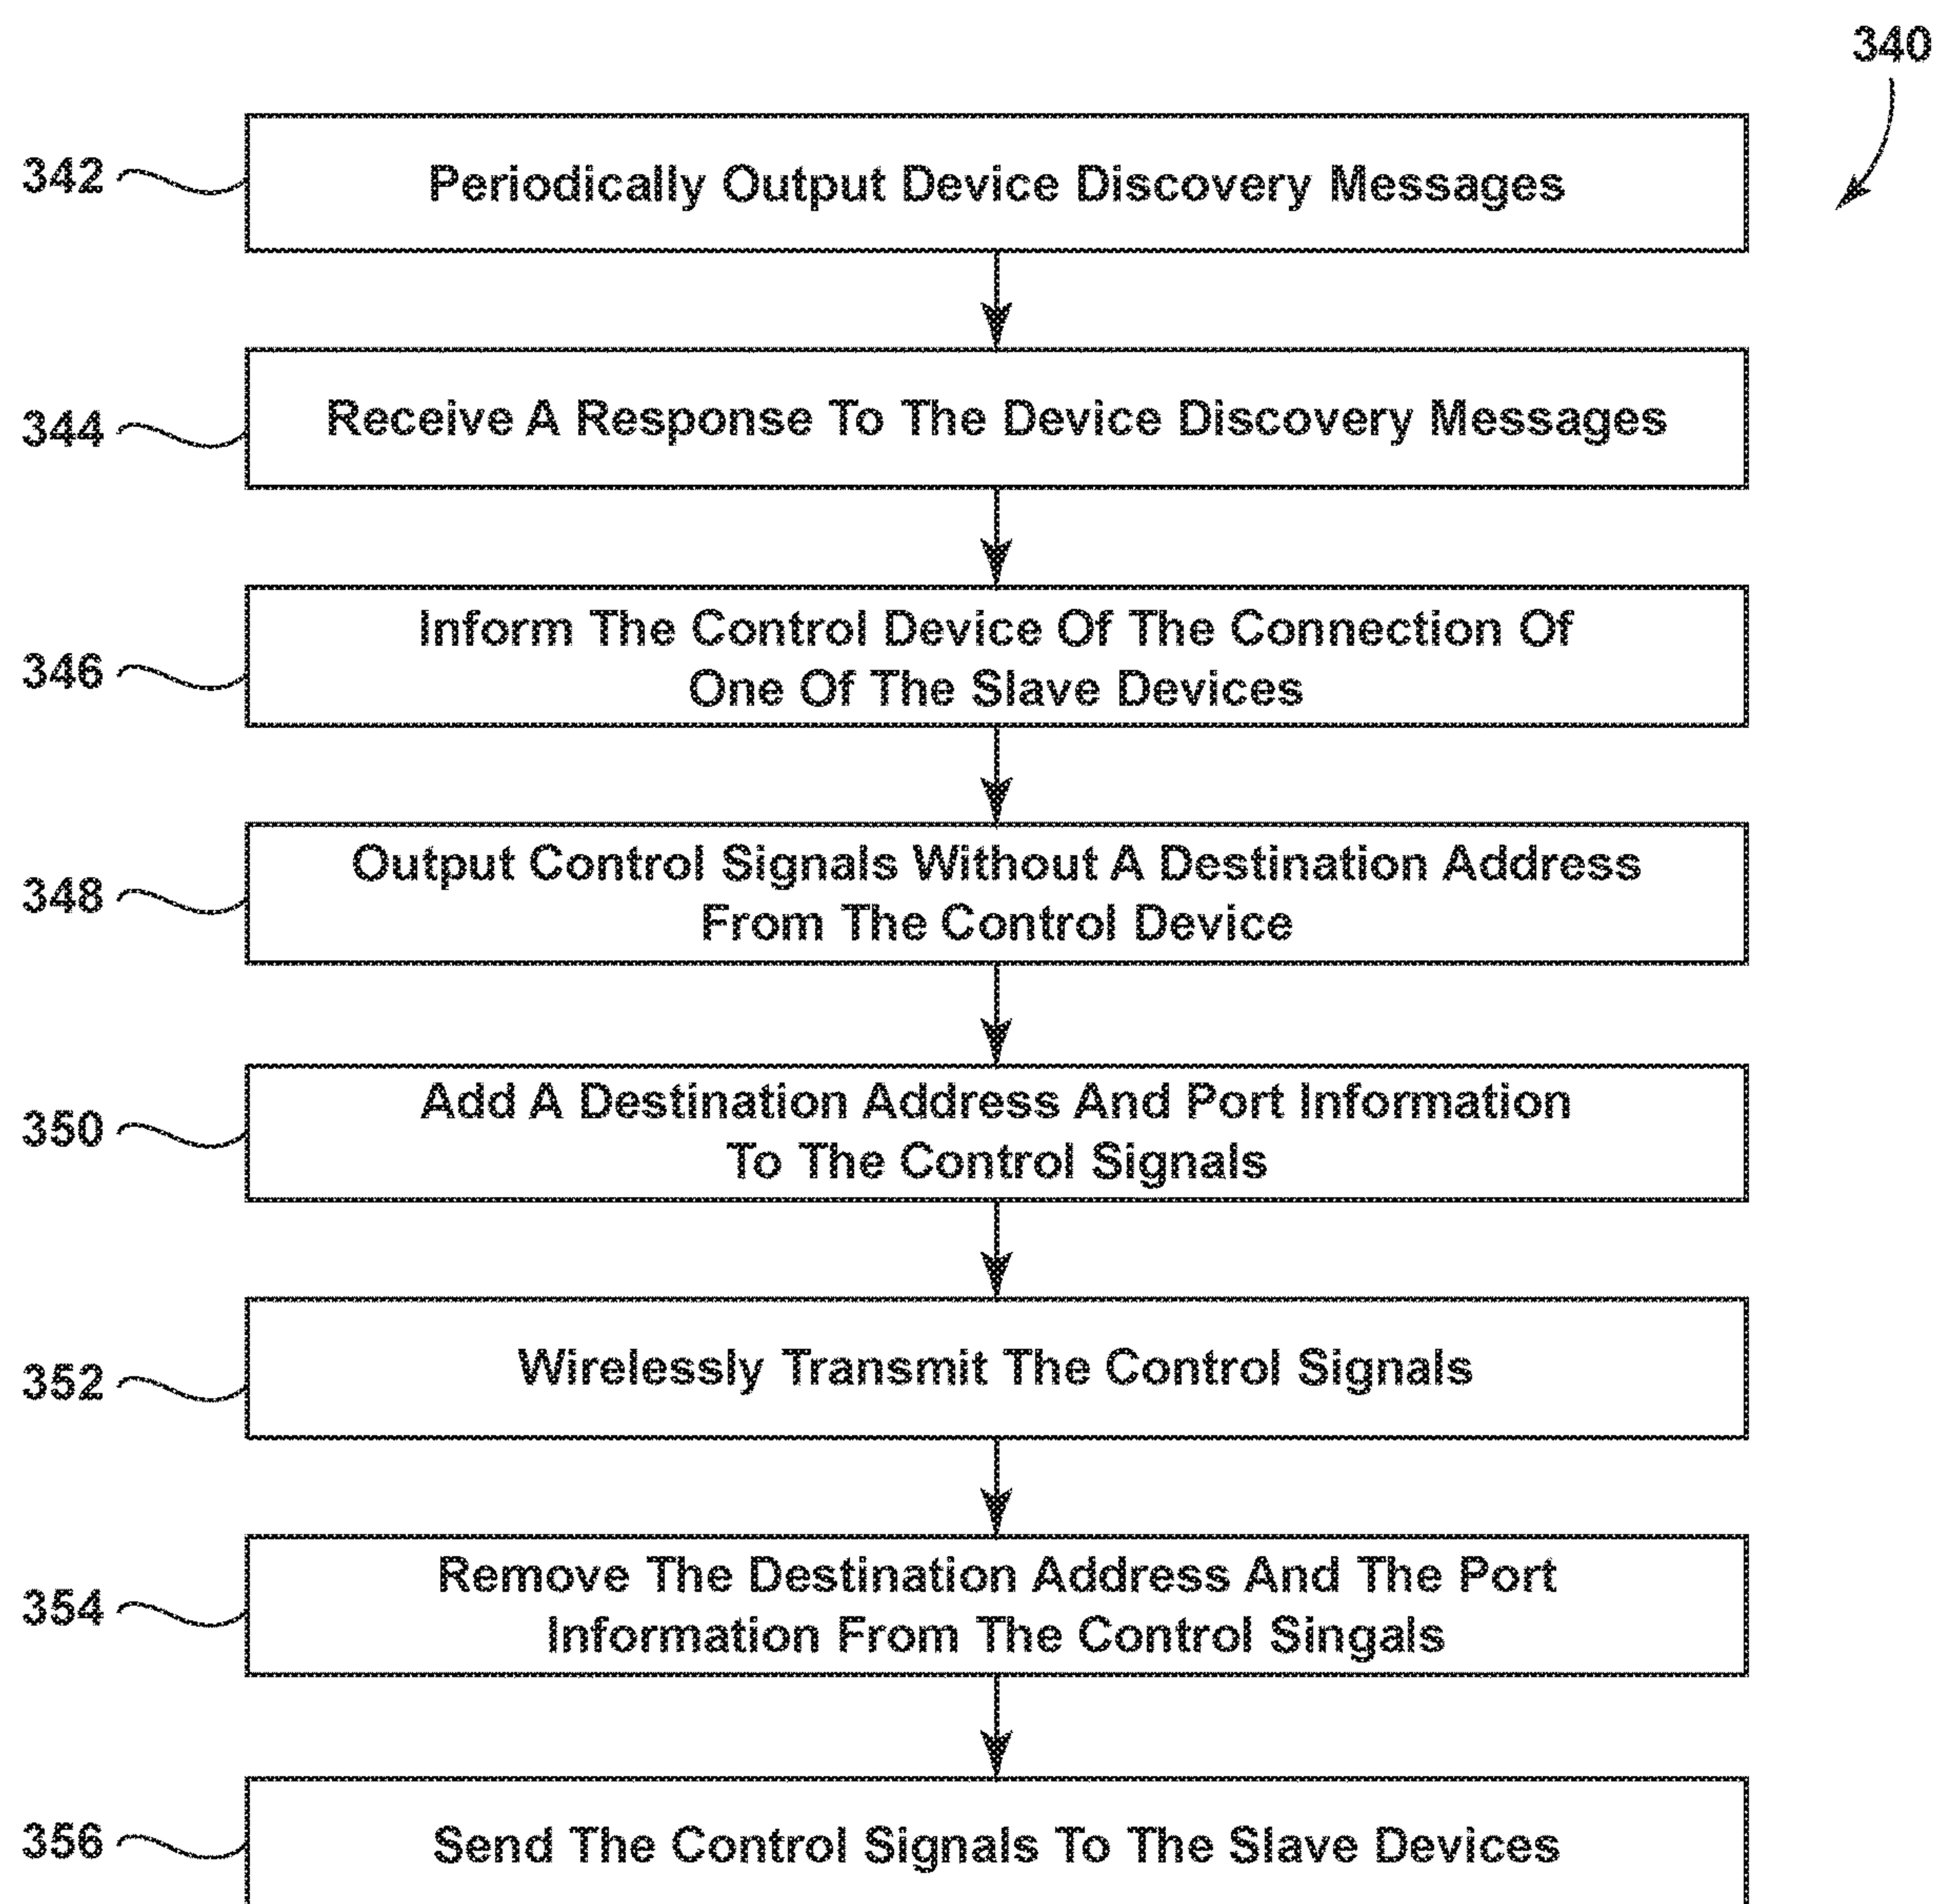 340
342
Periodically Output Device Discovery Messages
344
Receive A Response To The Device Discovery Messages
346
Inform The Control Device Of The Connection Of
One Of The Slave Devices
348
Output Control Signals Without A Destination Address
From The Control Device
350
Add A Destination Address And Port Information
To The Control Signals
352
Wirelessly Transmit The Control Signals
354
Remove The Destination Address And The Port
Information From The Control Singals
356
Send The Control Signals To The Slave Devices